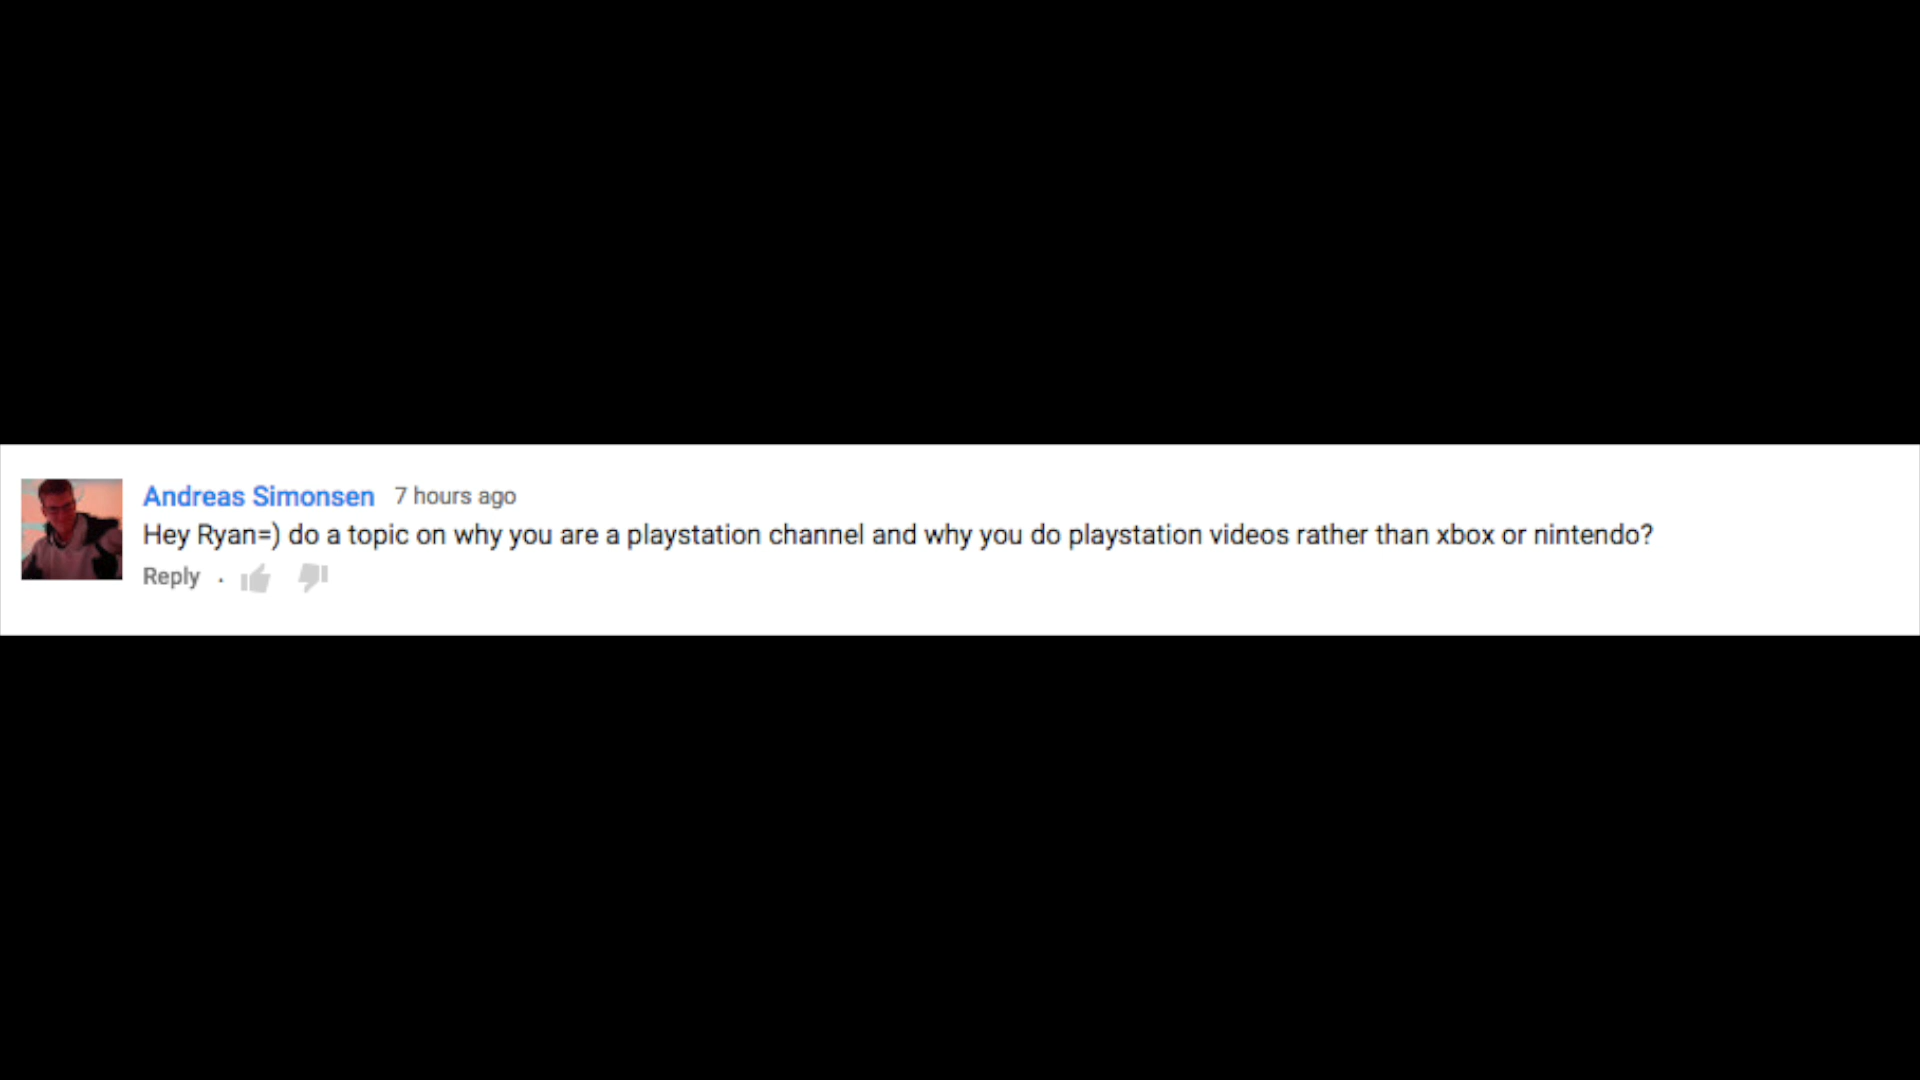 Andreas Simonsen 7 hours ago
Hey Ryan=) do a topic on why you are a playstation channel and why you do playstation videos rather than xbox or nintendo?
Reply ·